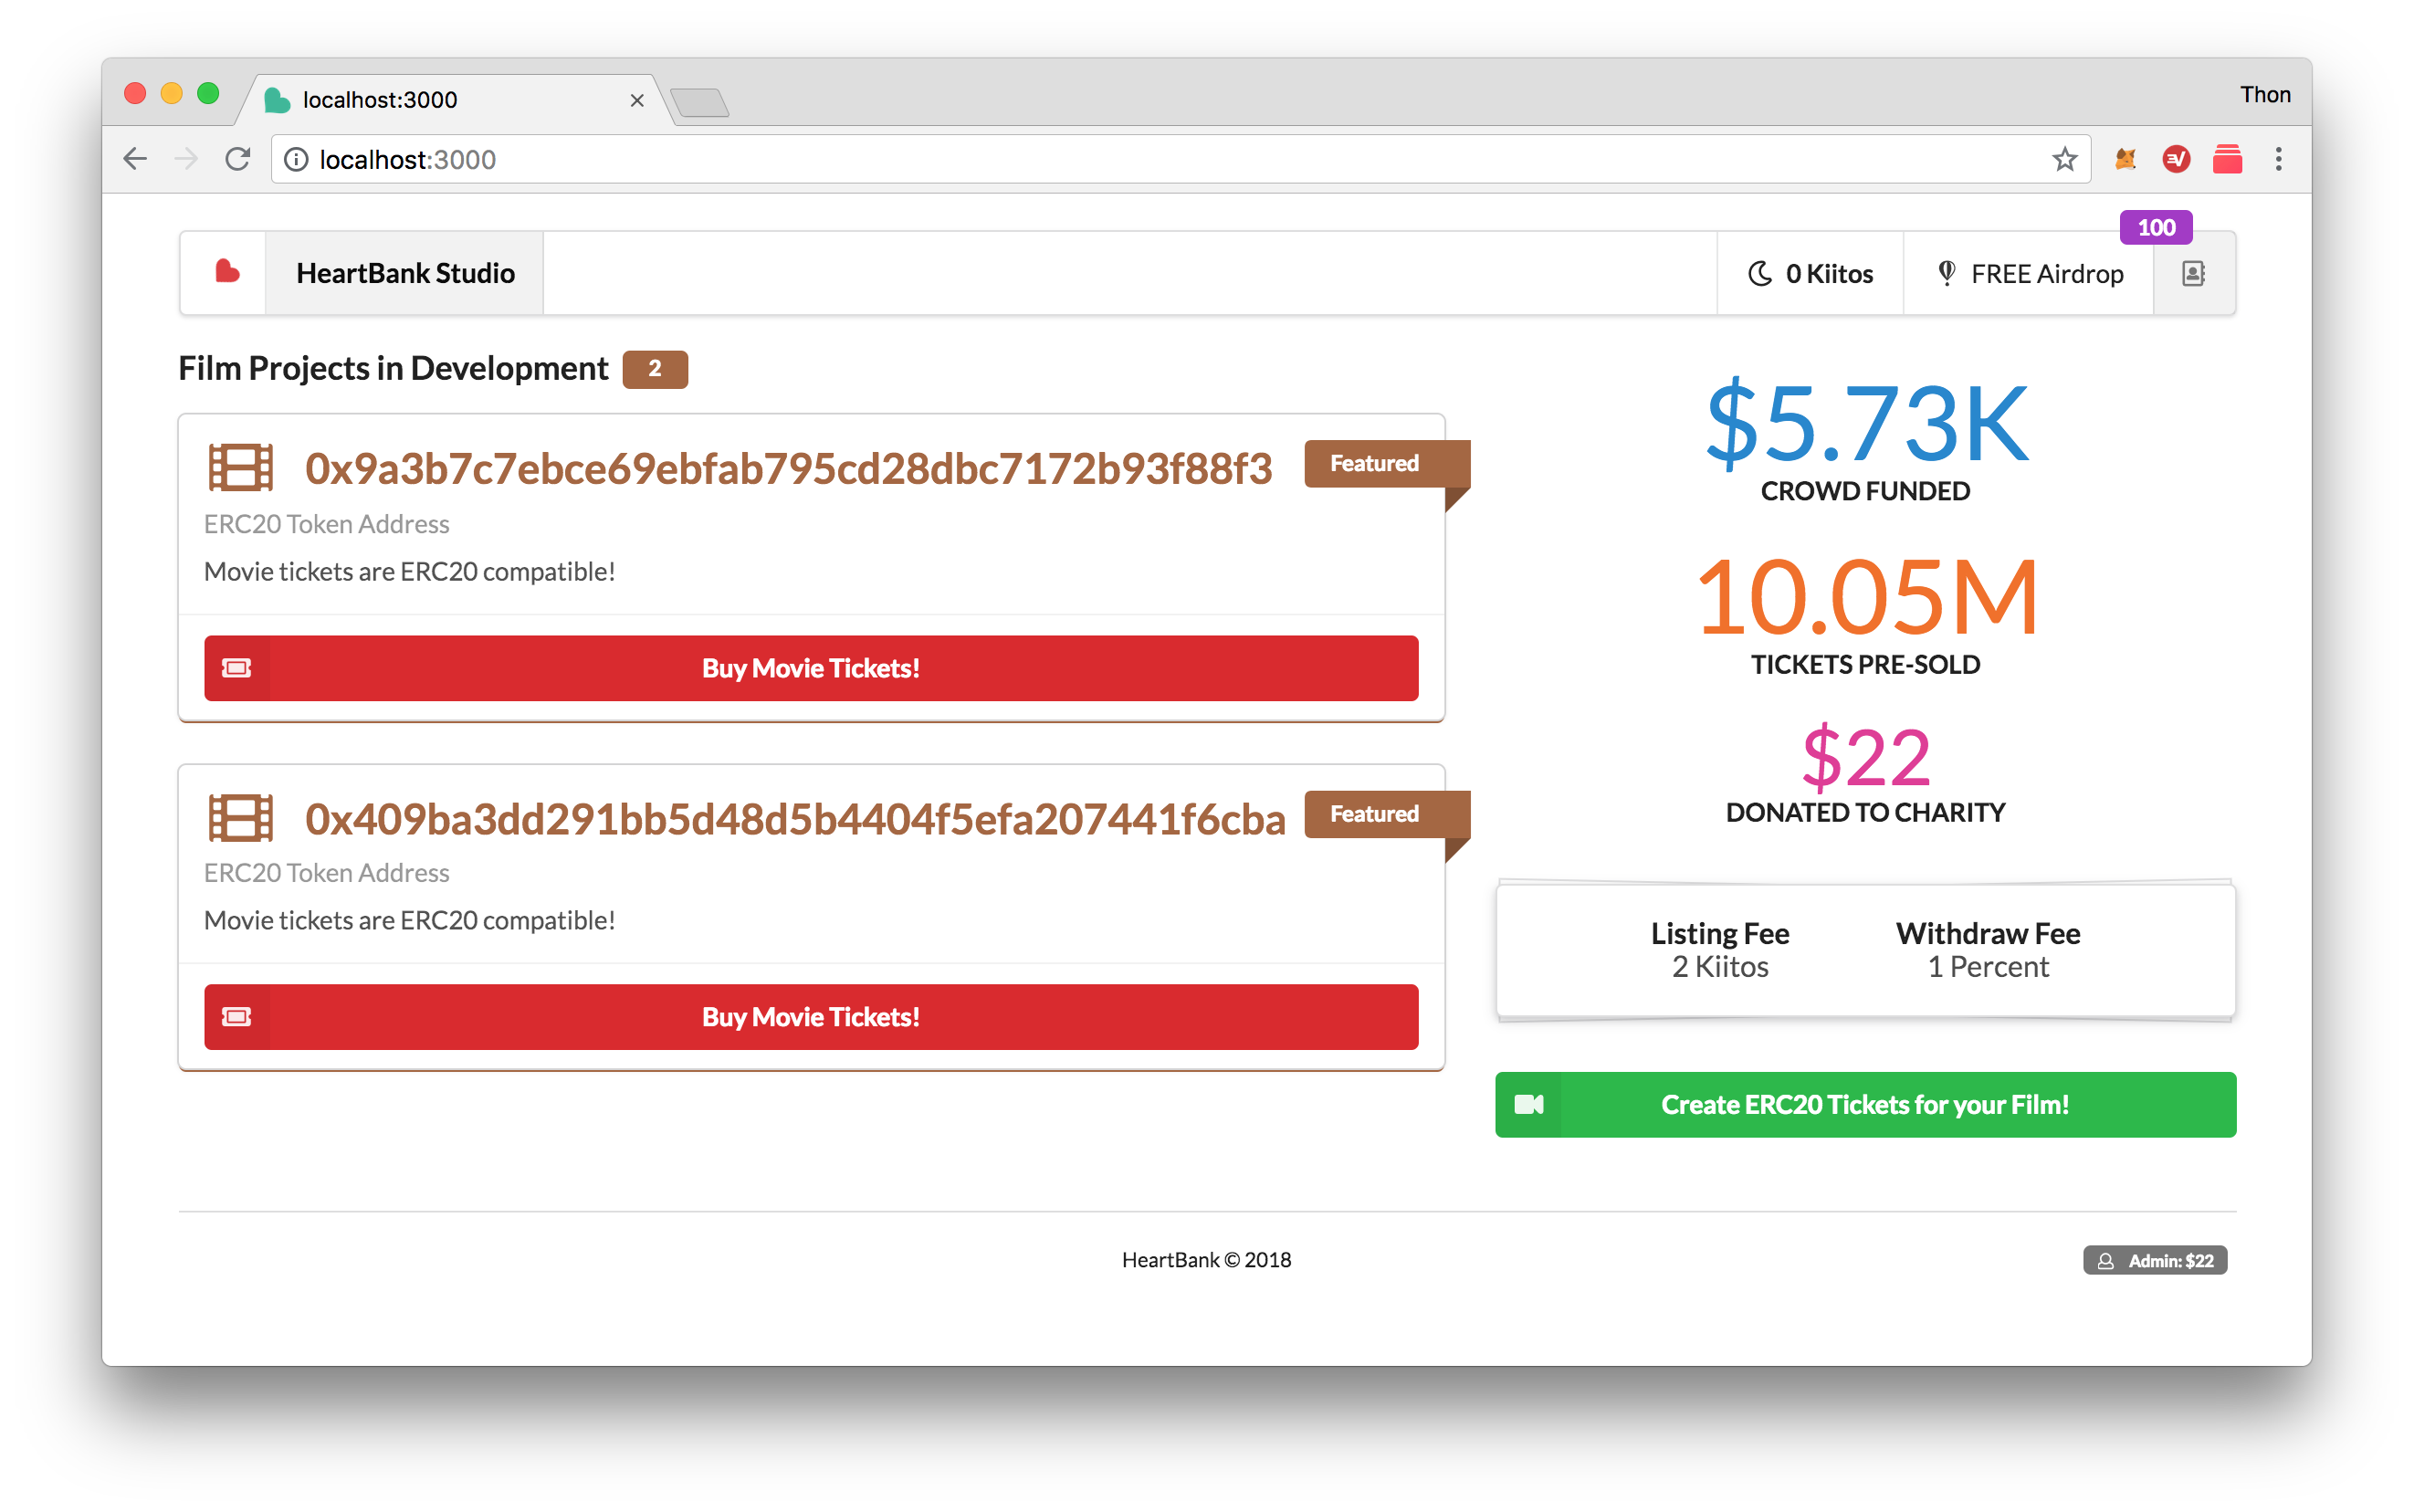 localhost:3000
Thon
localhost:3000
100
HeartBank Studio
0 Kiitos
FREE Airdrop
Film Projects in Development 2
0x9a3b7c7ebce69ebfab795cd28dbc7172b93f88f3
Featured
ERC20 Token Address
Movie tickets are ERC20 compatible!
Buy Movie Tickets!
0x409ba3dd291bb5d48d5b4404f5efa207441f6cba
Featured
ERC20 Token Address
Movie tickets are ERC20 compatible!
Buy Movie Tickets!
$5.73K
CROWD FUNDED
10.05M
TICKETS PRE-SOLD
$22
DONATED TO CHARITY
Listing Fee
2 Kiitos
Withdraw Fee
1 Percent
Create ERC20 Tickets for your Film!
HeartBank © 2018
Admin: $22